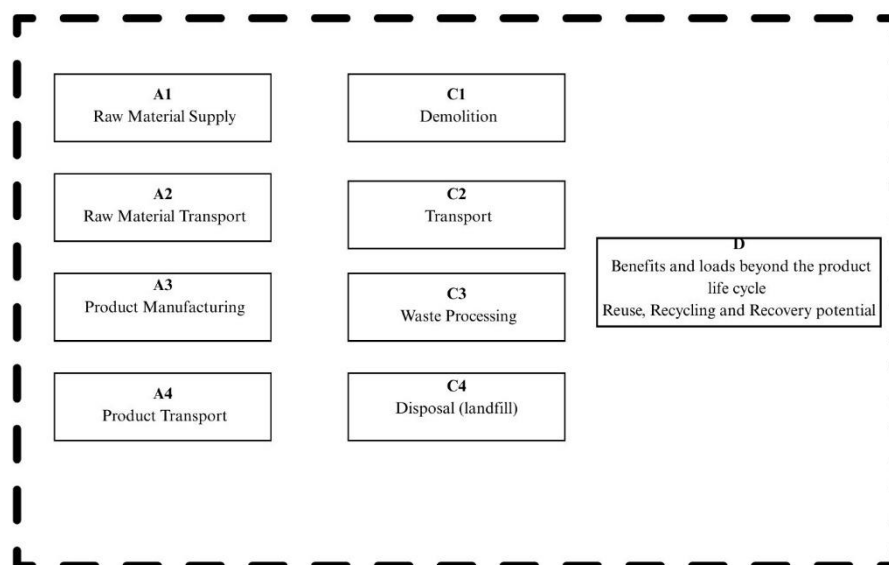 A1
Raw Material Supply
A2
Raw Material Transport
A3
Product Manufacturing
A4
Product Transport
C1
Demolition
C2
Transport
C3
Waste Processing
C4
Disposal (landfill)
D
Benefits and loads beyond the product
life cycle
Reuse, Recycling and Recovery potential